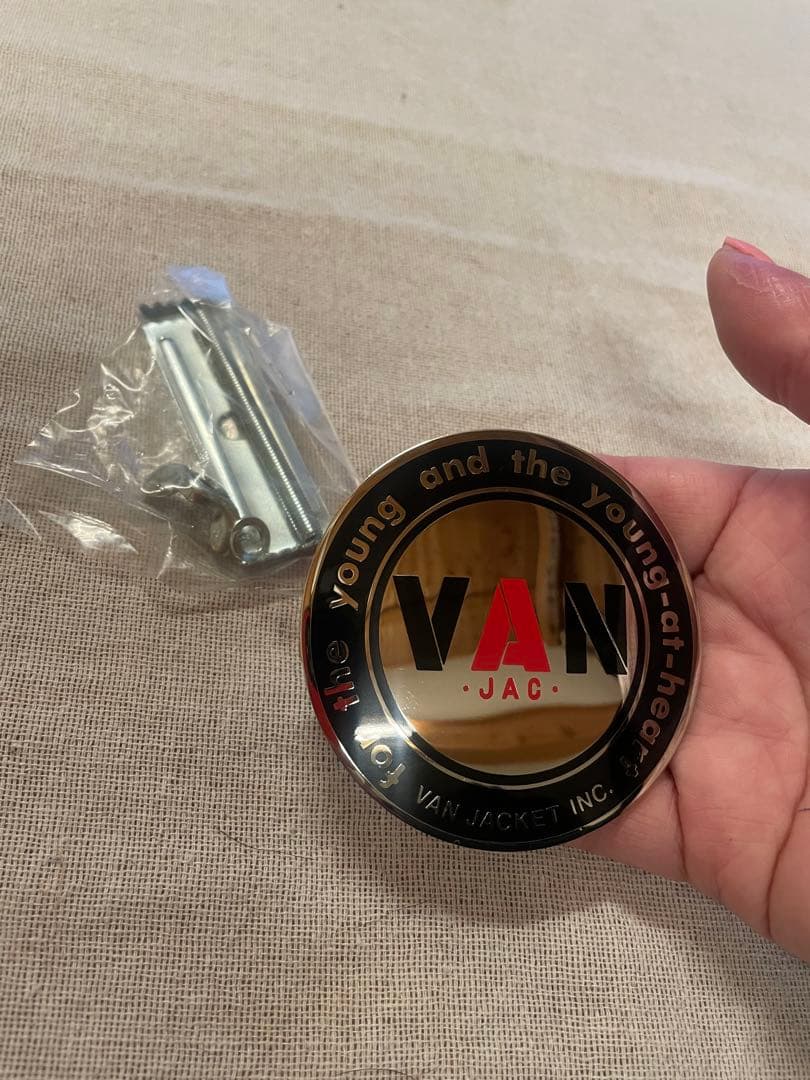 for the young and the young-at-heart
VAN
·JAC·
VAN JACKET INC.